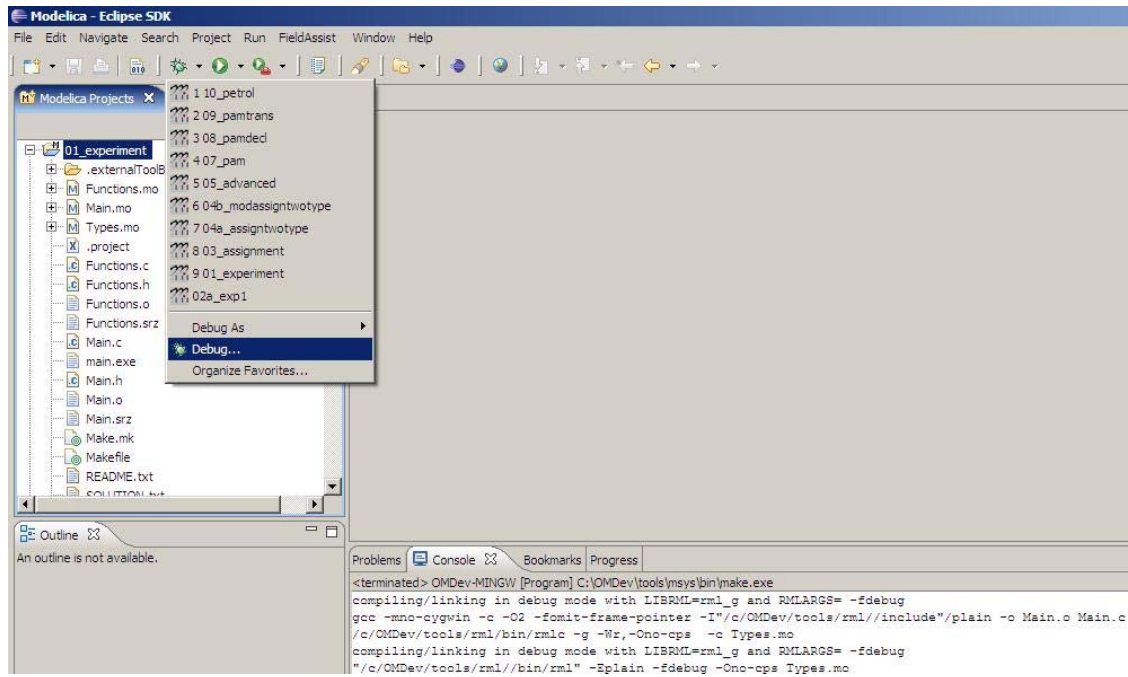 Modelica - Eclipse SDK
File Edit Navigate Search Project Run FieldAssist Window Help
010
Modelica Projects
01_experiment
.externalToolB
Functions.mo
Main.mo
Types.mo
.project
Functions.c
Functions.h
Functions.o
Functions.srz
Main.c
main.exe
Main.h
Main.o
Main.srz
Make.mk
Makefile
README.txt
SOLUTION.txt
1 10_petrol
2 09_pamtrans
3 08_pamdecl
4 07_pam
5 05_advanced
6 04b_modassigntwotype
7 04a_assigntwotype
8 03_assignment
9 01_experiment
02a_exp1
Debug As
Debug...
Organize Favorites...
Outline
An outline is not available.
Problems Console Bookmarks Progress
<terminated> OMDev-MINGW [Program] C:\OMDev\tools\msys\bin\make.exe
compiling/linking in debug mode with LIBRML=rml_g and RMLARGS= -fdebug
gcc -mno-cygwin -c -O2 -fomit-frame-pointer -I"/c/OMDev/tools/rml//include"/plain -o Main.o Main.c
/c/OMDev/tools/rml/bin/rmlc -g -Wr,-Ono-cps -c Types.mo
compiling/linking in debug mode with LIBRML=rml_g and RMLARGS= -fdebug
"/c/OMDev/tools/rml//bin/rml" -Eplain -fdebug -Ono-cps Types.mo